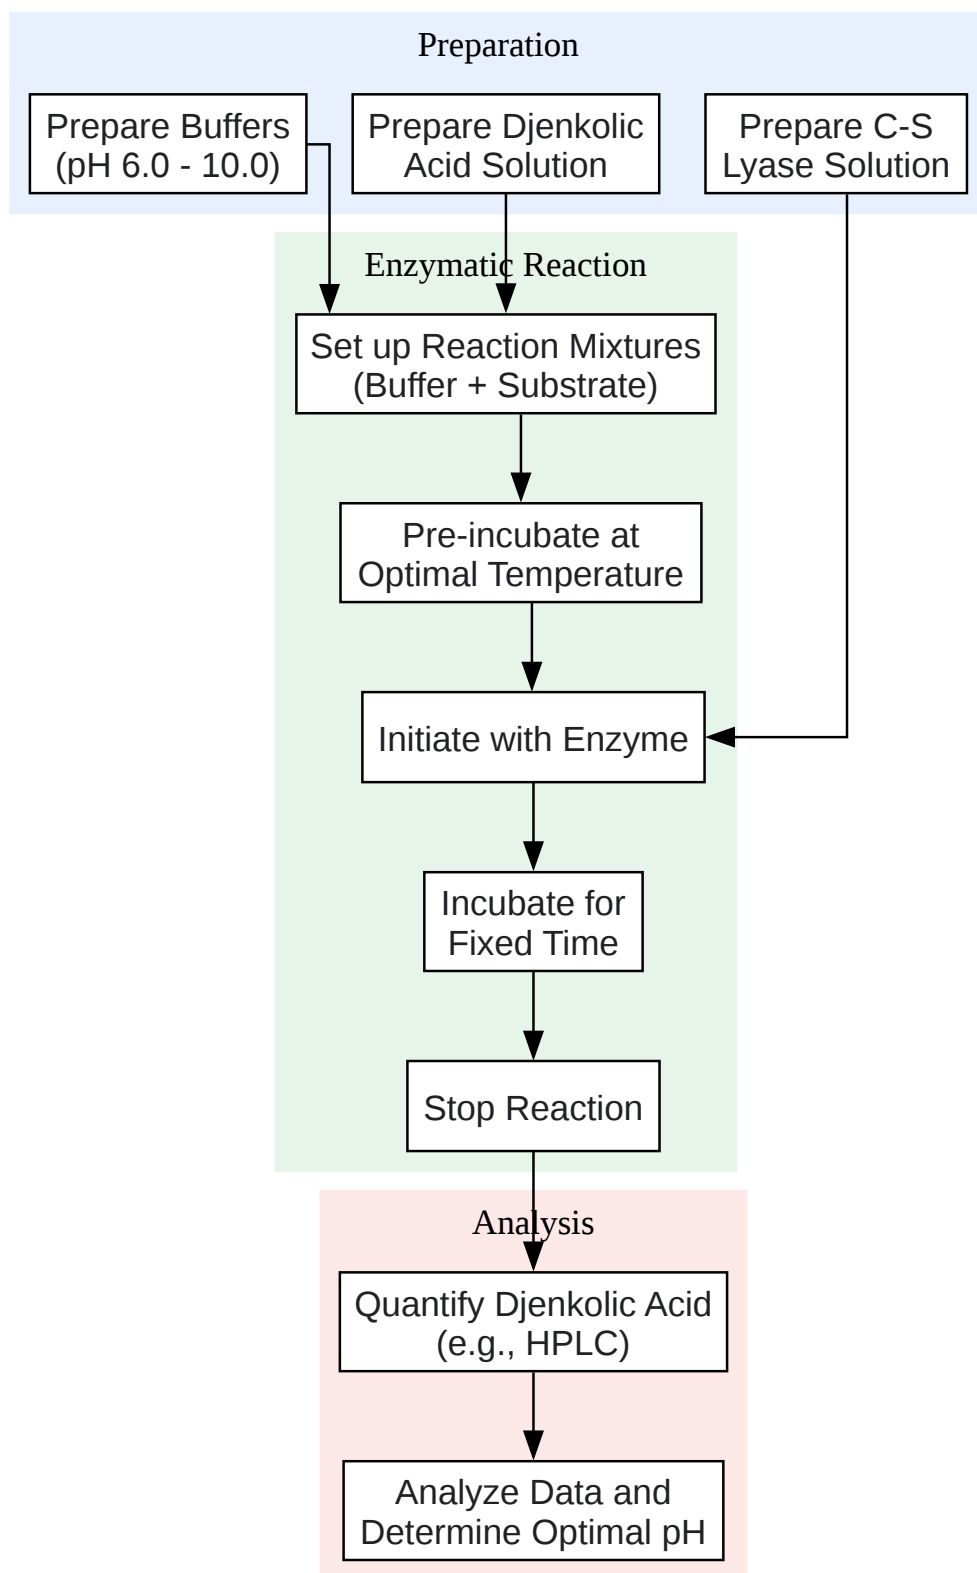 Preparation
Prepare Buffers
(pH 6.0 - 10.0)
Prepare Djenkolic
Acid Solution
Prepare C-S
Lyase Solution
Enzymatic Reaction
Set up Reaction Mixtures
(Buffer + Substrate)
Pre-incubate at
Optimal Temperature
Initiate with Enzyme
Incubate for
Fixed Time
Stop Reaction
Analysis
Quantify Djenkolic Acid
(e.g., HPLC)
Analyze Data and
Determine Optimal pH